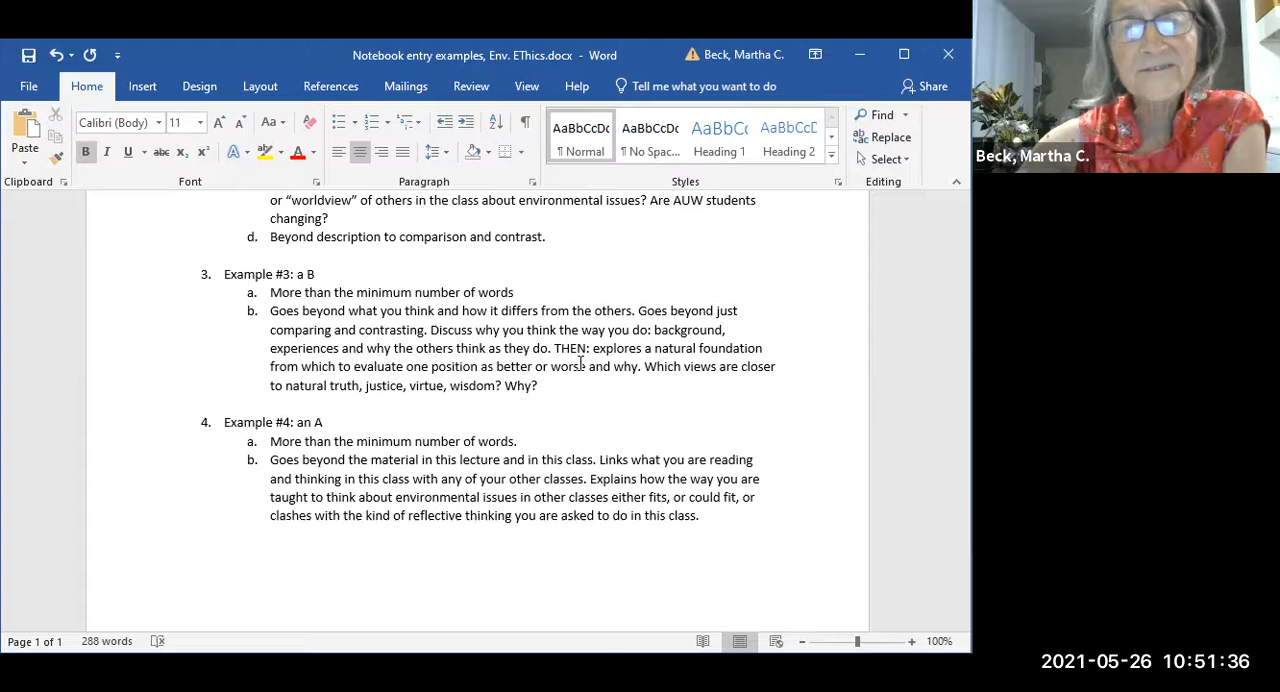 Notebook entry examples, Env. EThics.docx - Word
Beck, Martha C.
File Home Insert Design Layout References Mailings Review View Help Tell me what you want to do Share
Paste
Calibri (Body) 11 Aa
B I U abc x₂ x² A A
AaBbCcDc AaBbCcDc AaBbCc AaBbCcD
¶ Normal ¶ No Spac... Heading 1 Heading 2
Find
Replace
Select
Clipboard Font Paragraph Styles Editing
or “worldview” of others in the class about environmental issues? Are AUW students
changing?
d. Beyond description to comparison and contrast.
3. Example #3: a B
a. More than the minimum number of words
b. Goes beyond what you think and how it differs from the others. Goes beyond just
comparing and contrasting. Discuss why you think the way you do: background,
experiences and why the others think as they do. THEN: explores a natural foundation
from which to evaluate one position as better or worse and why. Which views are closer
to natural truth, justice, virtue, wisdom? Why?
4. Example #4: an A
a. More than the minimum number of words.
b. Goes beyond the material in this lecture and in this class. Links what you are reading
and thinking in this class with any of your other classes. Explains how the way you are
taught to think about environmental issues in other classes either fits, or could fit, or
clashes with the kind of reflective thinking you are asked to do in this class.
Page 1 of 1 288 words 100%
Beck, Martha C.
2021-05-26 10:51:36